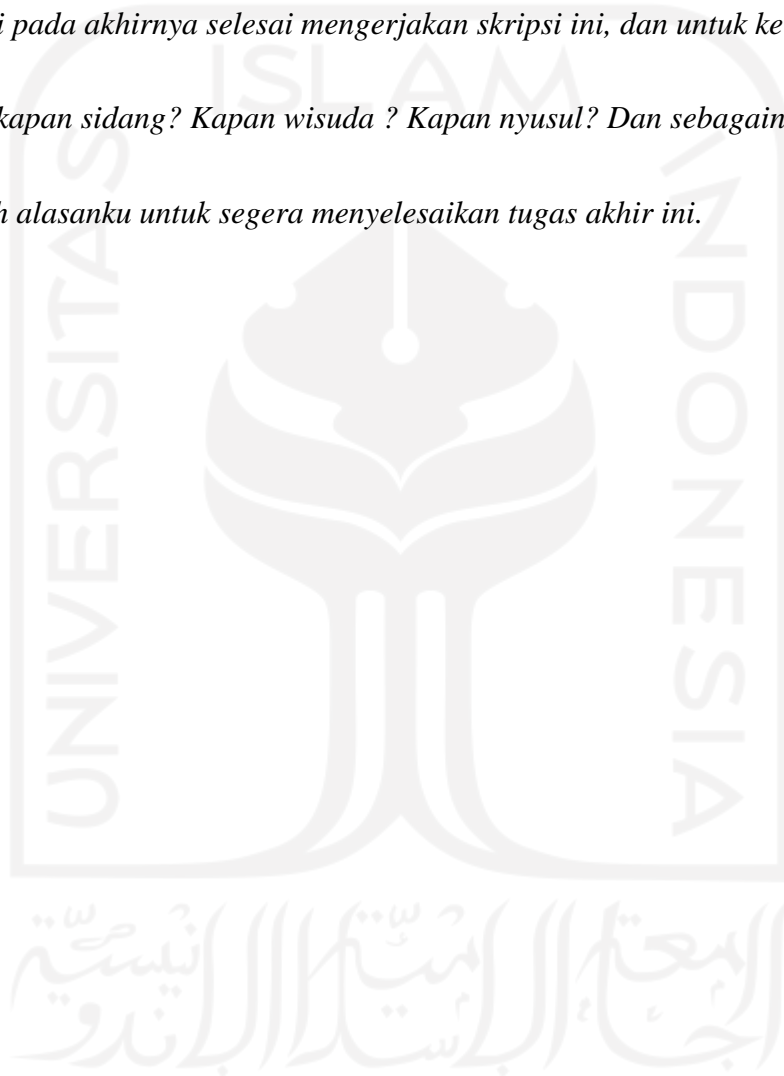 pada akhirnya selesai mengerjakan skripsi ini, dan untuk ke
kapan sidang? Kapan wisuda ? Kapan nyusul? Dan sebagain
alasanku untuk segera menyelesaikan tugas akhir ini.
ISLAM
UNIVERSITAS
INDONESIA